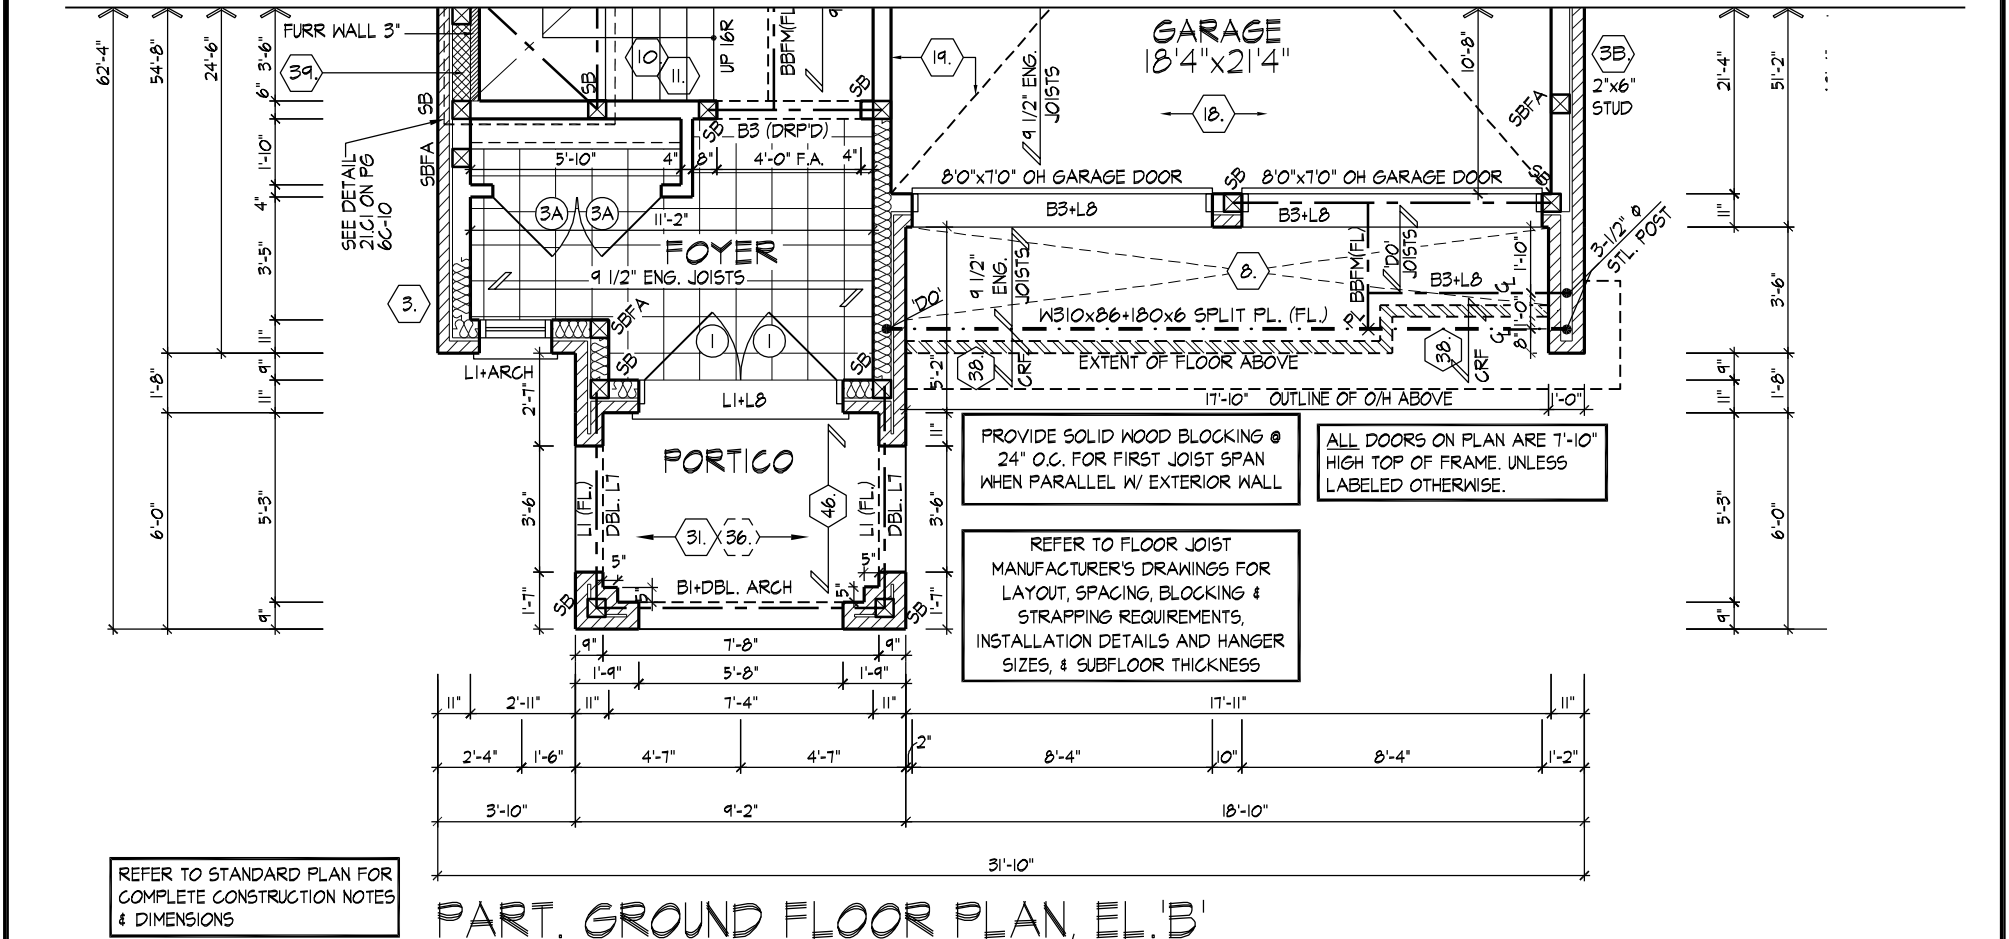 FURR WALL 3"
39.
10.
11.
UP 16R
BBFM(FL
19.
9 1/2" ENG.
JOISTS
GARAGE
18'4"x21'4"
18.
10'-8"
3B.
2"x6"
STUD
SBFA
62'-4"
54'-8"
24'-6"
3'-6"
6"
1'-10"
4"
3'-5"
11"
9"
11"
5'-3"
9"
1'-8"
6'-0"
SB
SB
SB
SBFA
SEE DETAIL
21.C1 ON PG
6C-10
SB
B3 (DRP'D)
5'-10"
4"
8"
4'-0" F.A.
4"
3A
3A
11'-2"
FOYER
9 1/2" ENG. JOISTS
3.
8'0"x7'0" OH GARAGE DOOR
SB
8'0"x7'0" OH GARAGE DOOR
SB
B3+L8
B3+L8
9 1/2"
ENG.
JOISTS
8.
BBFM(FL)
'DO'
JOISTS
1'-10"
B3+L8
3-1/2" ϕ
STL. POST
'DO'
W310x86+180x6 SPLIT PL. (FL.)
PL
CL
CL
11'-0"
8"
SBFA
SB
SB
1
1
38.
CRF
EXTENT OF FLOOR ABOVE
38.
CRF
L1+ARCH
L1+L8
17'-10"
OUTLINE OF O/H ABOVE
1'-0"
2'-7"
3'-6"
1'-7"
5'-2"
11"
3'-6"
1'-7"
PORTICO
L1 (FL.)
DBL. L7
L1 (FL.)
DBL. L7
46.
31.
36.
5"
5"
5"
5"
B1+DBL. ARCH
SB
SB
PROVIDE SOLID WOOD BLOCKING @
24" O.C. FOR FIRST JOIST SPAN
WHEN PARALLEL W/ EXTERIOR WALL
ALL DOORS ON PLAN ARE 7'-10"
HIGH TOP OF FRAME. UNLESS
LABELED OTHERWISE.
REFER TO FLOOR JOIST
MANUFACTURER'S DRAWINGS FOR
LAYOUT, SPACING, BLOCKING &
STRAPPING REQUIREMENTS,
INSTALLATION DETAILS AND HANGER
SIZES, & SUBFLOOR THICKNESS
21'-4"
51'-2"
11"
3'-6"
9"
11"
1'-8"
5'-3"
6'-0"
9"
9"
7'-8"
9"
1'-9"
5'-8"
1'-9"
11"
2'-11"
11"
7'-4"
11"
17'-11"
11"
2'-4"
1'-6"
4'-7"
4'-7"
2"
8'-4"
10"
8'-4"
1'-2"
3'-10"
9'-2"
18'-10"
31'-10"
REFER TO STANDARD PLAN FOR
COMPLETE CONSTRUCTION NOTES
& DIMENSIONS
PART. GROUND FLOOR PLAN, EL.'B'